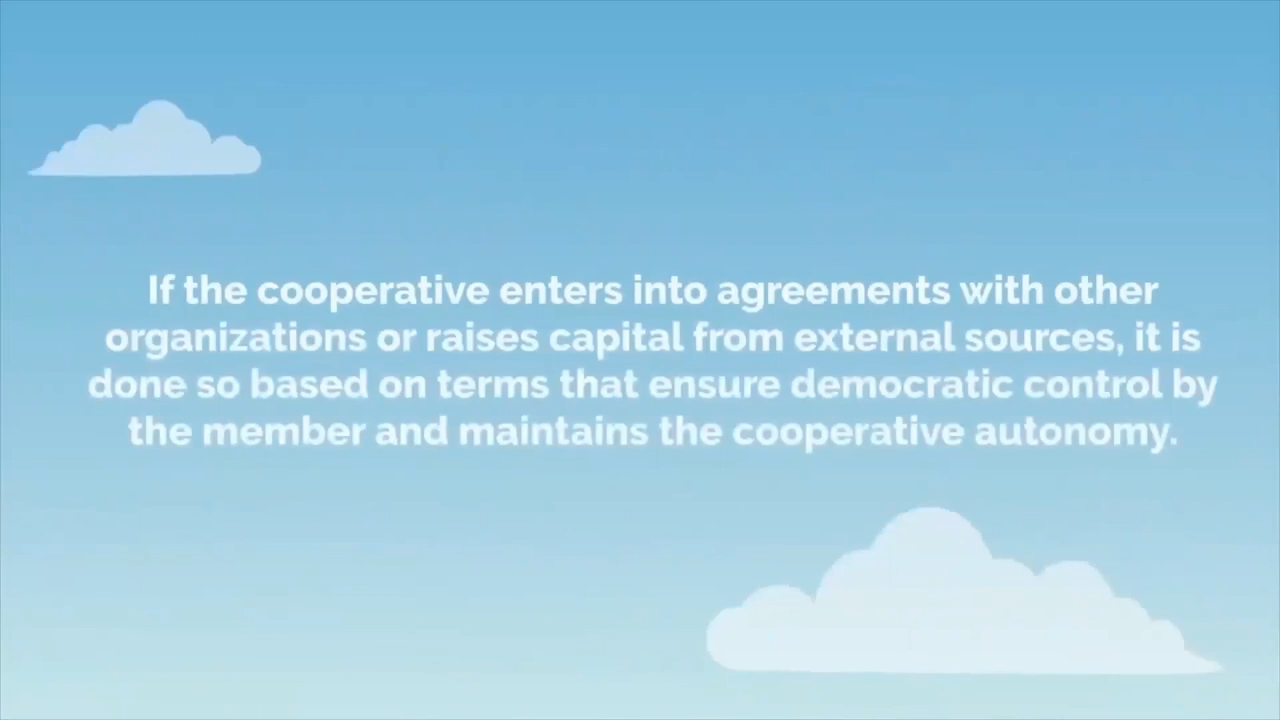 If the cooperative enters into agreements with other
organizations or raises capital from external sources, it is
done so based on terms that ensure democratic control by
the member and maintains the cooperative autonomy.